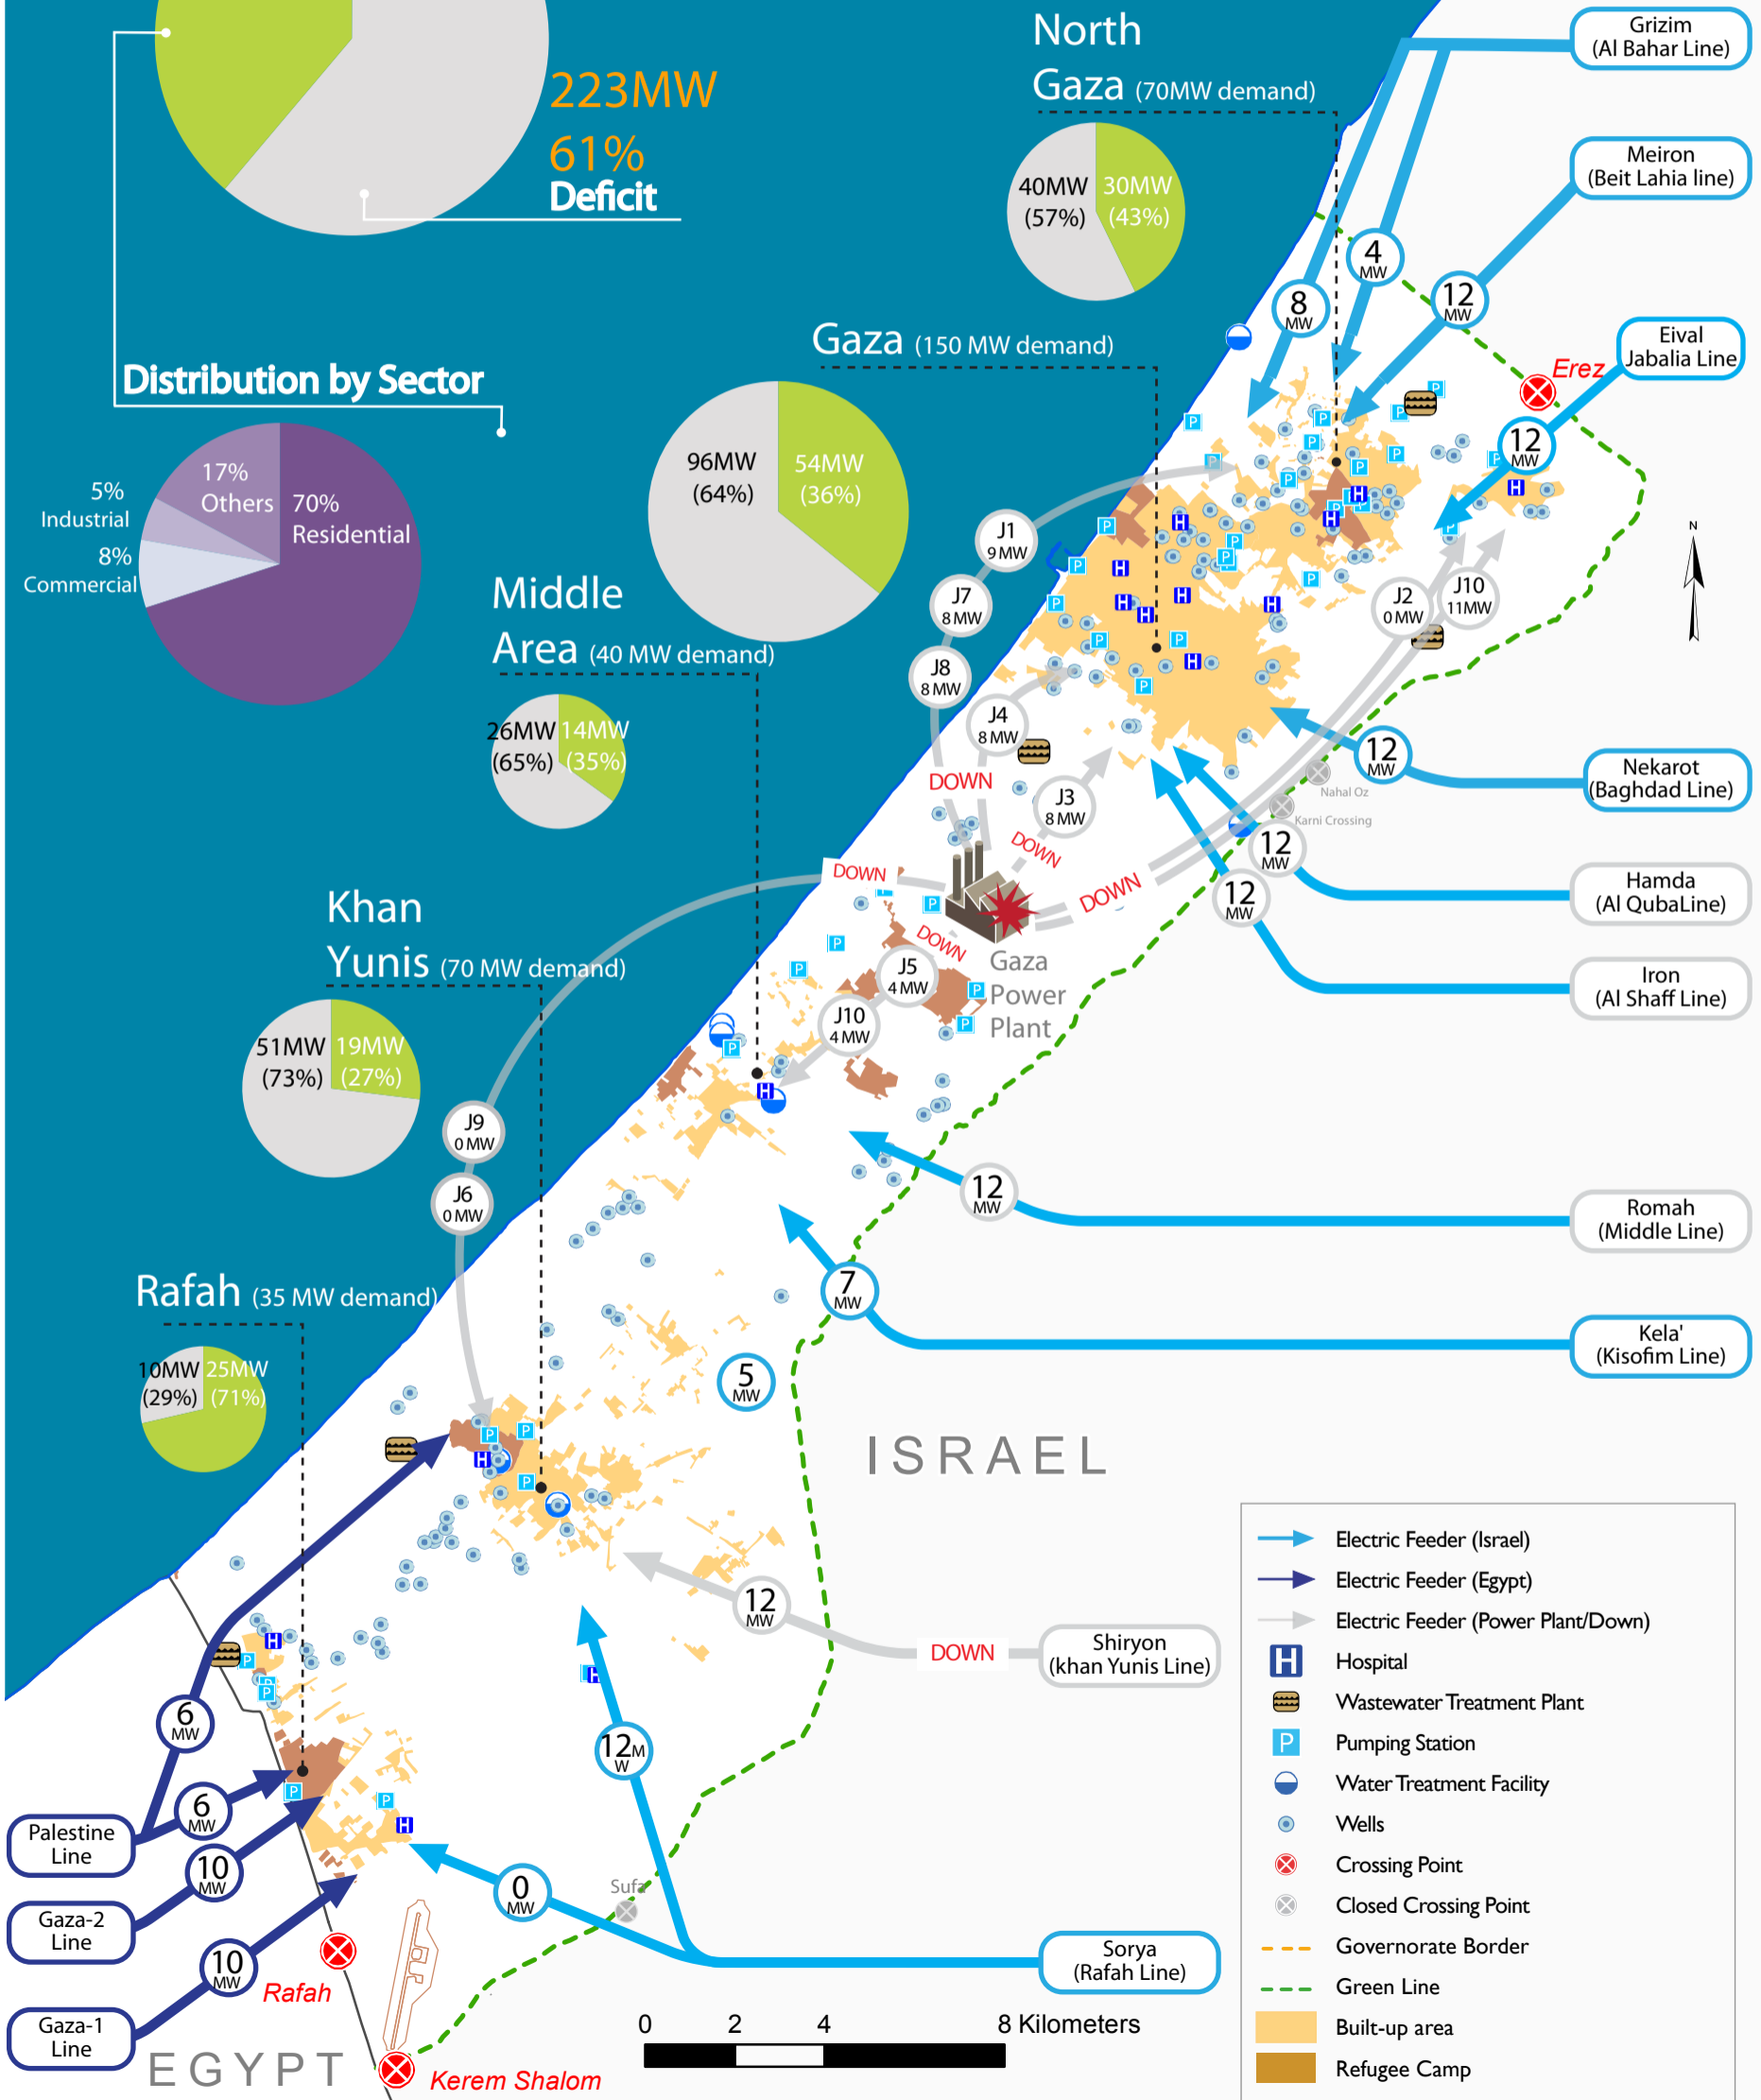 223MW
61%
Deficit
Distribution by Sector
17%
Others
70%
Residential
5%
Industrial
8%
Commercial
North
Gaza (70MW demand)
40MW
(57%)
30MW
(43%)
Gaza (150 MW demand)
96MW
(64%)
54MW
(36%)
Middle
Area (40 MW demand)
26MW
(65%)
14MW
(35%)
Khan
Yunis (70 MW demand)
51MW
(73%)
19MW
(27%)
Rafah (35 MW demand)
10MW
(29%)
25MW
(71%)
Grizim
(Al Bahar Line)
Meiron
(Beit Lahia line)
Eival
Jabalia Line
Erez
4
MW
8
MW
12
MW
12
MW
N
J1
9 MW
J7
8 MW
J8
8 MW
J4
8 MW
J3
8 MW
J2
0 MW
J10
11MW
DOWN
DOWN
DOWN
DOWN
DOWN
12
MW
Nekarot
(Baghdad Line)
Nahal Oz
Karni Crossing
12
MW
Hamda
(Al QubaLine)
12
MW
Iron
(Al Shaff Line)
Gaza
Power
Plant
J5
4 MW
J10
4 MW
J9
0 MW
J6
0 MW
12
MW
Romah
(Middle Line)
7
MW
Kela'
(Kisofim Line)
5
MW
ISRAEL
12
MW
DOWN
Shiryon
(khan Yunis Line)
12M
W
0
MW
Sufa
Sorya
(Rafah Line)
6
MW
6
MW
Palestine
Line
10
MW
Gaza-2
Line
10
MW
Gaza-1
Line
Rafah
EGYPT
Kerem Shalom
0 2 4 8 Kilometers
Electric Feeder (Israel)
Electric Feeder (Egypt)
Electric Feeder (Power Plant/Down)
H Hospital
Wastewater Treatment Plant
P Pumping Station
Water Treatment Facility
Wells
Crossing Point
Closed Crossing Point
Governorate Border
Green Line
Built-up area
Refugee Camp